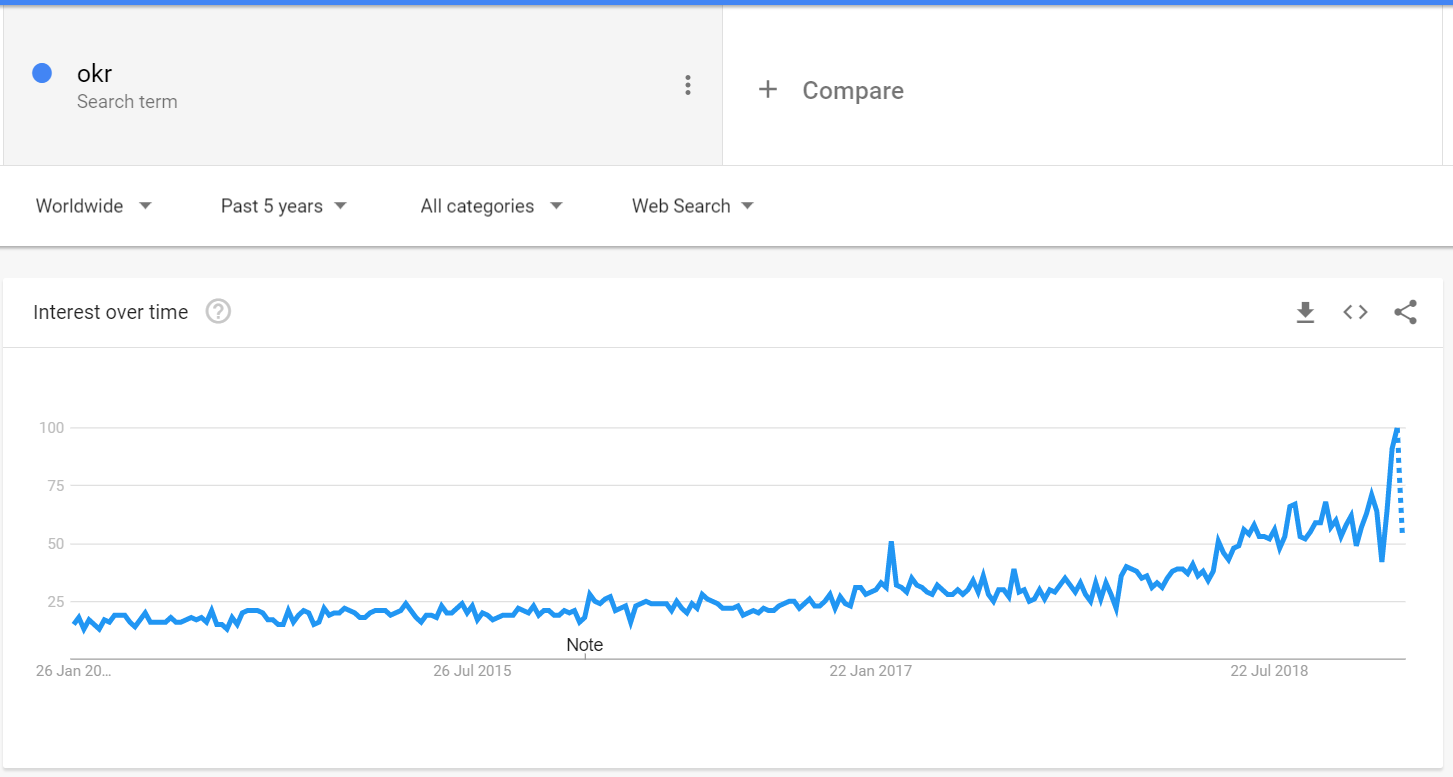 okr
Search term
+ Compare
Worldwide Past 5 years All categories Web Search
Interest over time ?
100
75
50
25
Note
26 Jan 20... 26 Jul 2015 22 Jan 2017 22 Jul 2018